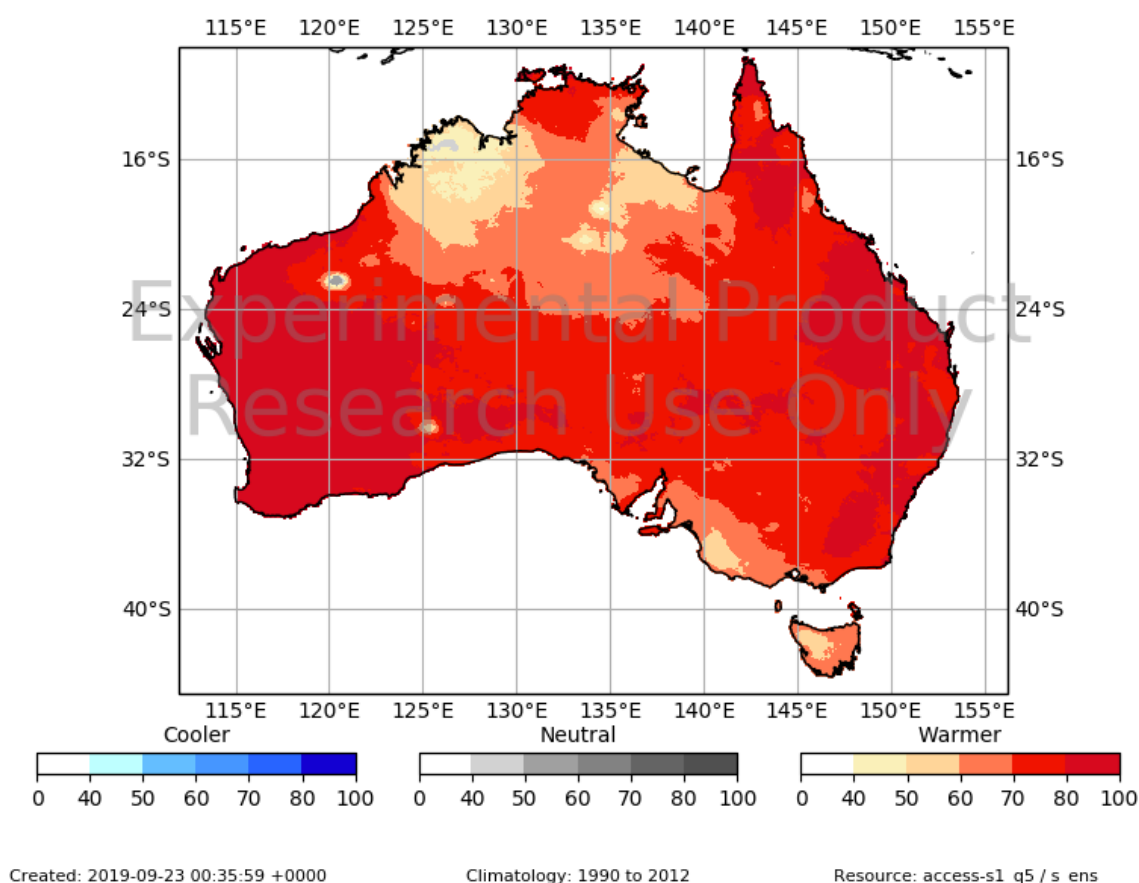 115°E 120°E 125°E 130°E 135°E 140°E 145°E 150°E 155°E
16°S 16°S
24°S 24°S
Experimental Product
Research Use Only
32°S 32°S
40°S 40°S
115°E 120°E 125°E 130°E 135°E 140°E 145°E 150°E 155°E
Cooler Neutral Warmer
0 40 50 60 70 80 100 0 40 50 60 70 80 100 0 40 50 60 70 80 100
Created: 2019-09-23 00:35:59 +0000 Climatology: 1990 to 2012 Resource: access-s1_g5 / s_ens